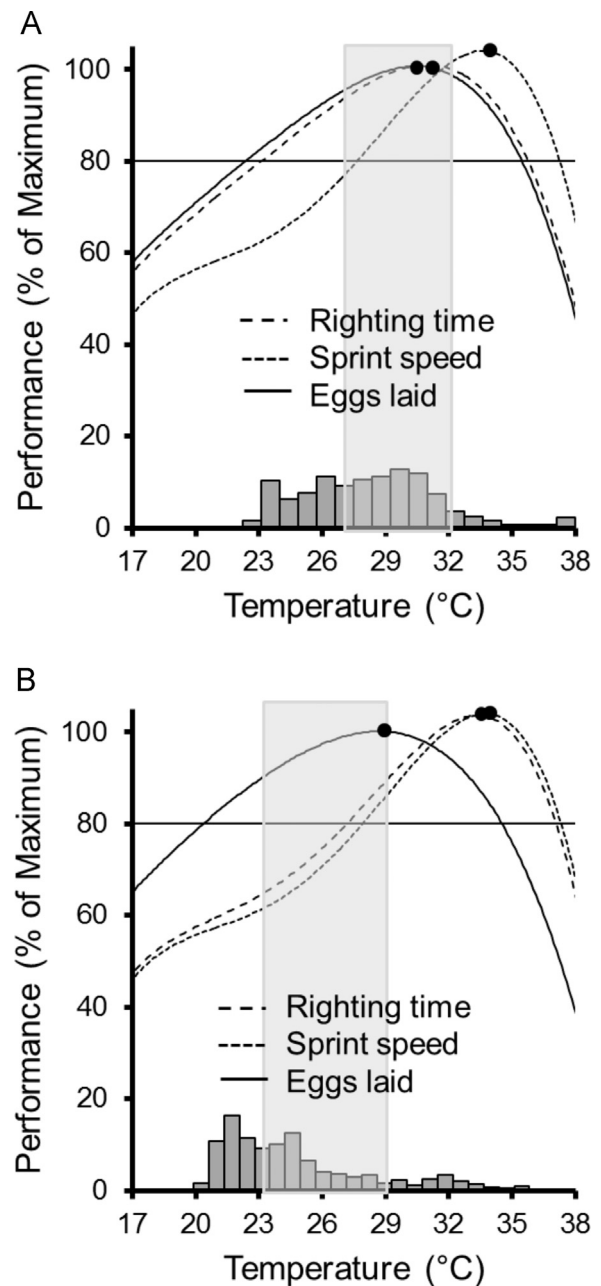 A
Performance (% of Maximum)
100
80
60
40
20
0
Righting time
Sprint speed
Eggs laid
17 20 23 26 29 32 35 38
Temperature (°C)
B
Performance (% of Maximum)
100
80
60
40
20
0
Righting time
Sprint speed
Eggs laid
17 20 23 26 29 32 35 38
Temperature (°C)